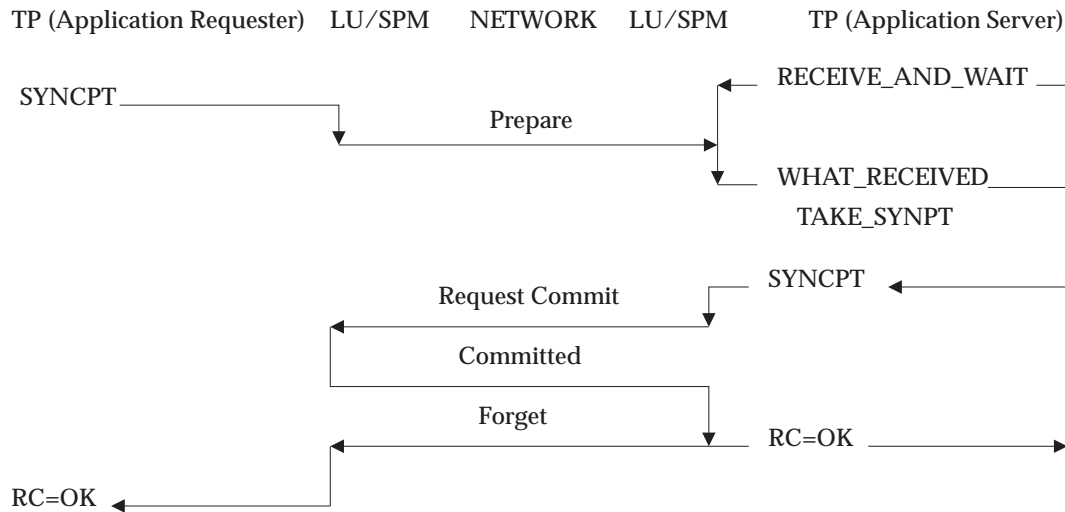 TP (Application Requester) LU/SPM NETWORK LU/SPM TP (Application Server)
RECEIVE_AND_WAIT
SYNCPT
Prepare
WHAT_RECEIVED
TAKE_SYNPT
SYNCPT
Request Commit
Committed
Forget
RC=OK
RC=OK